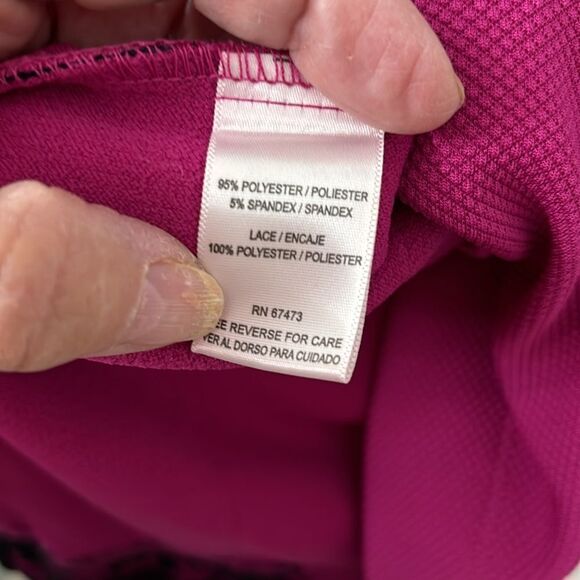 95% POLYESTER / POLIESTER
5% SPANDEX / SPANDEX
LACE / ENCAJE
100% POLYESTER / POLIESTER
RN 67473
EE REVERSE FOR CARE
VER AL DORSO PARA CUIDADO